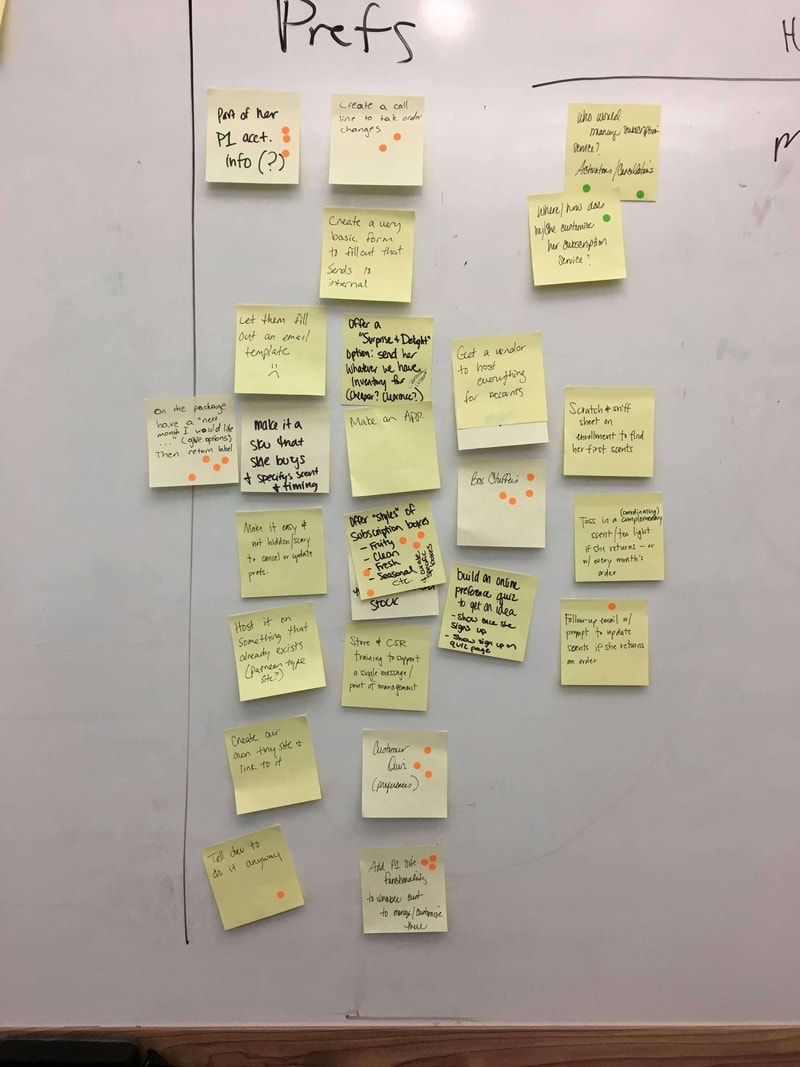 Prefs
H
m
Part of her
P1 acct.
info (?)
Create a call
line to tak order
changes
Who would
manage subscription
service?
Activations/Cancellations
Where/how does
he/she customize
her subscription
service?
Create a very
basic form
to fill out that
sends to
internal
Let them fill
out an email
template
Offer a
"Surprise + Delight"
option: send her
whatever we have
inventory for
(Cheaper? Clearance?)
Get a vendor
to host
everything
for accounts
On the package
have a "next
month I would like
..." (give options)
Then return label
make it a
sku that
she buys
+ specifys scent
+ timing
Make an App.
Scratch & sniff
sheet on
enrollment to find
her first scents
Box Stuffers
Make it easy &
not hidden/scary
to cancel or update
prefs.
Offer "styles" of
subscription boxes
- Fruity
- Clean
- Fresh
- Seasonal
etc.
boxes
stock
Toss in a (coordinating) complementary
scent/tea light
if she returns - or
w/ every month's
order
build an online
preference quiz
to get an idea
- show once she
signs up
- Show sign up on
quiz page
Host it on
something that
already exists
(patreon type
site?)
Store & CSR
training to support
a single message/
point of management
Follow-up email w/
prompt to update
scents if she returns
an order
Create our
own tiny site &
link to it
Customer
Quiz
(preferences)
Tell dev to
do it anyway
Add P1 Site
functionality
to enable cust.
to manage/customize
there